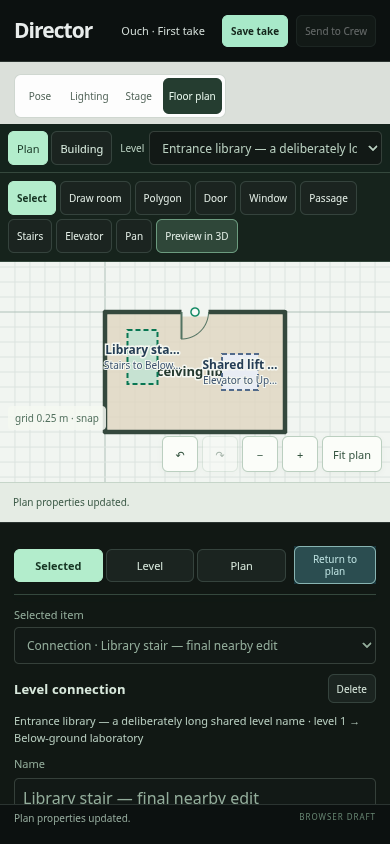 Director
Ouch · First take
Save take
Send to Crew
Pose
Lighting
Stage
Floor plan
Plan
Building
Level
Entrance library — a deliberately lc
Select
Draw room
Polygon
Door
Window
Passage
Stairs
Elevator
Pan
Preview in 3D
Library sta...
Stairs to Below...
Shared lift ...
Elevator to Up...
grid 0.25 m · snap
↶
↷
−
+
Fit plan
Plan properties updated.
Selected
Level
Plan
Return to
plan
Selected item
Connection · Library stair — final nearby edit
Level connection
Delete
Entrance library — a deliberately long shared level name · level 1 →
Below-ground laboratory
Name
Library stair — final nearby edit
Plan properties updated.
BROWSER DRAFT